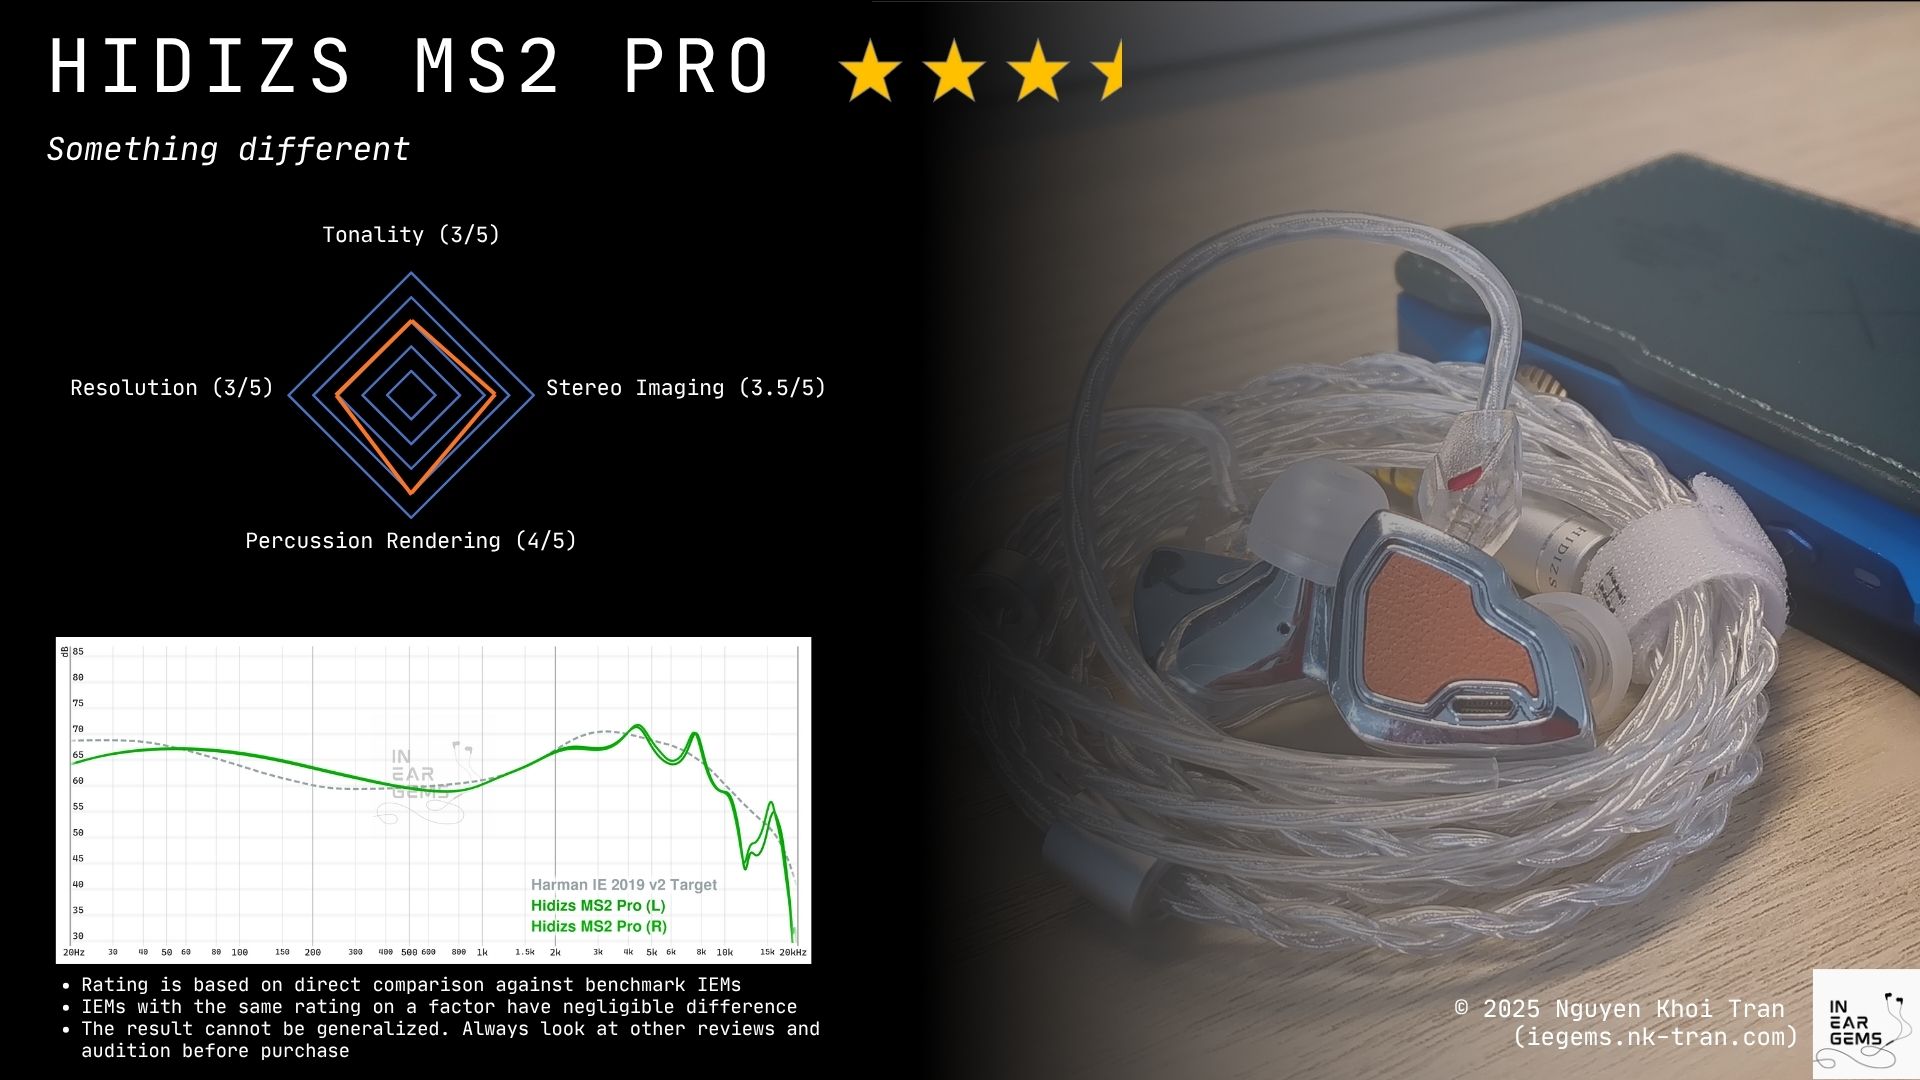 HIDIZS MS2 PRO
Something different
Tonality (3/5)
Resolution (3/5)
Stereo Imaging (3.5/5)
Percussion Rendering (4/5)
dB
85
80
75
70
65
60
55
50
45
40
35
30
IN
EAR
GEMS
Harman IE 2019 v2 Target
Hidizs MS2 Pro (L)
Hidizs MS2 Pro (R)
20Hz 30 40 50 60 80 100 150 200 300 400 500 600 800 1k 1.5k 2k 3k 4k 5k 6k 8k 10k 15k 20kHz
• Rating is based on direct comparison against benchmark IEMs
• IEMs with the same rating on a factor have negligible difference
• The result cannot be generalized. Always look at other reviews and
audition before purchase
HIDIZS
H
© 2025 Nguyen Khoi Tran
(iegems.nk-tran.com)
IN
EAR
GEMS